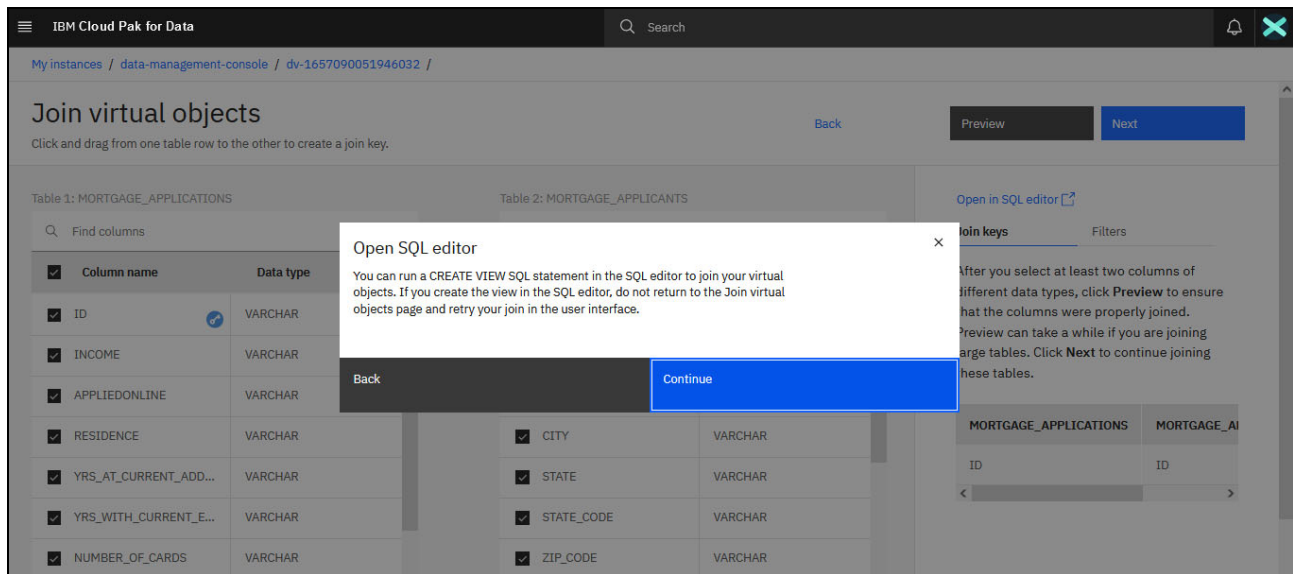 IBM Cloud Pak for Data
Search
My instances / data-management-console / dv-1657090051946032 /
Join virtual objects
Click and drag from one table row to the other to create a join key.
Back
Preview
Next
Table 1: MORTGAGE_APPLICATIONS
Find columns
Column name Data type
ID VARCHAR
INCOME VARCHAR
APPLIEDONLINE VARCHAR
RESIDENCE VARCHAR
YRS_AT_CURRENT_ADD... VARCHAR
YRS_WITH_CURRENT_E... VARCHAR
NUMBER_OF_CARDS VARCHAR
Table 2: MORTGAGE_APPLICANTS
CITY VARCHAR
STATE VARCHAR
STATE_CODE VARCHAR
ZIP_CODE VARCHAR
Open SQL editor
You can run a CREATE VIEW SQL statement in the SQL editor to join your virtual
objects. If you create the view in the SQL editor, do not return to the Join virtual
objects page and retry your join in the user interface.
Back
Continue
Open in SQL editor
Join keys Filters
After you select at least two columns of
different data types, click Preview to ensure
that the columns were properly joined.
Preview can take a while if you are joining
large tables. Click Next to continue joining
these tables.
MORTGAGE_APPLICATIONS MORTGAGE_AI
ID ID